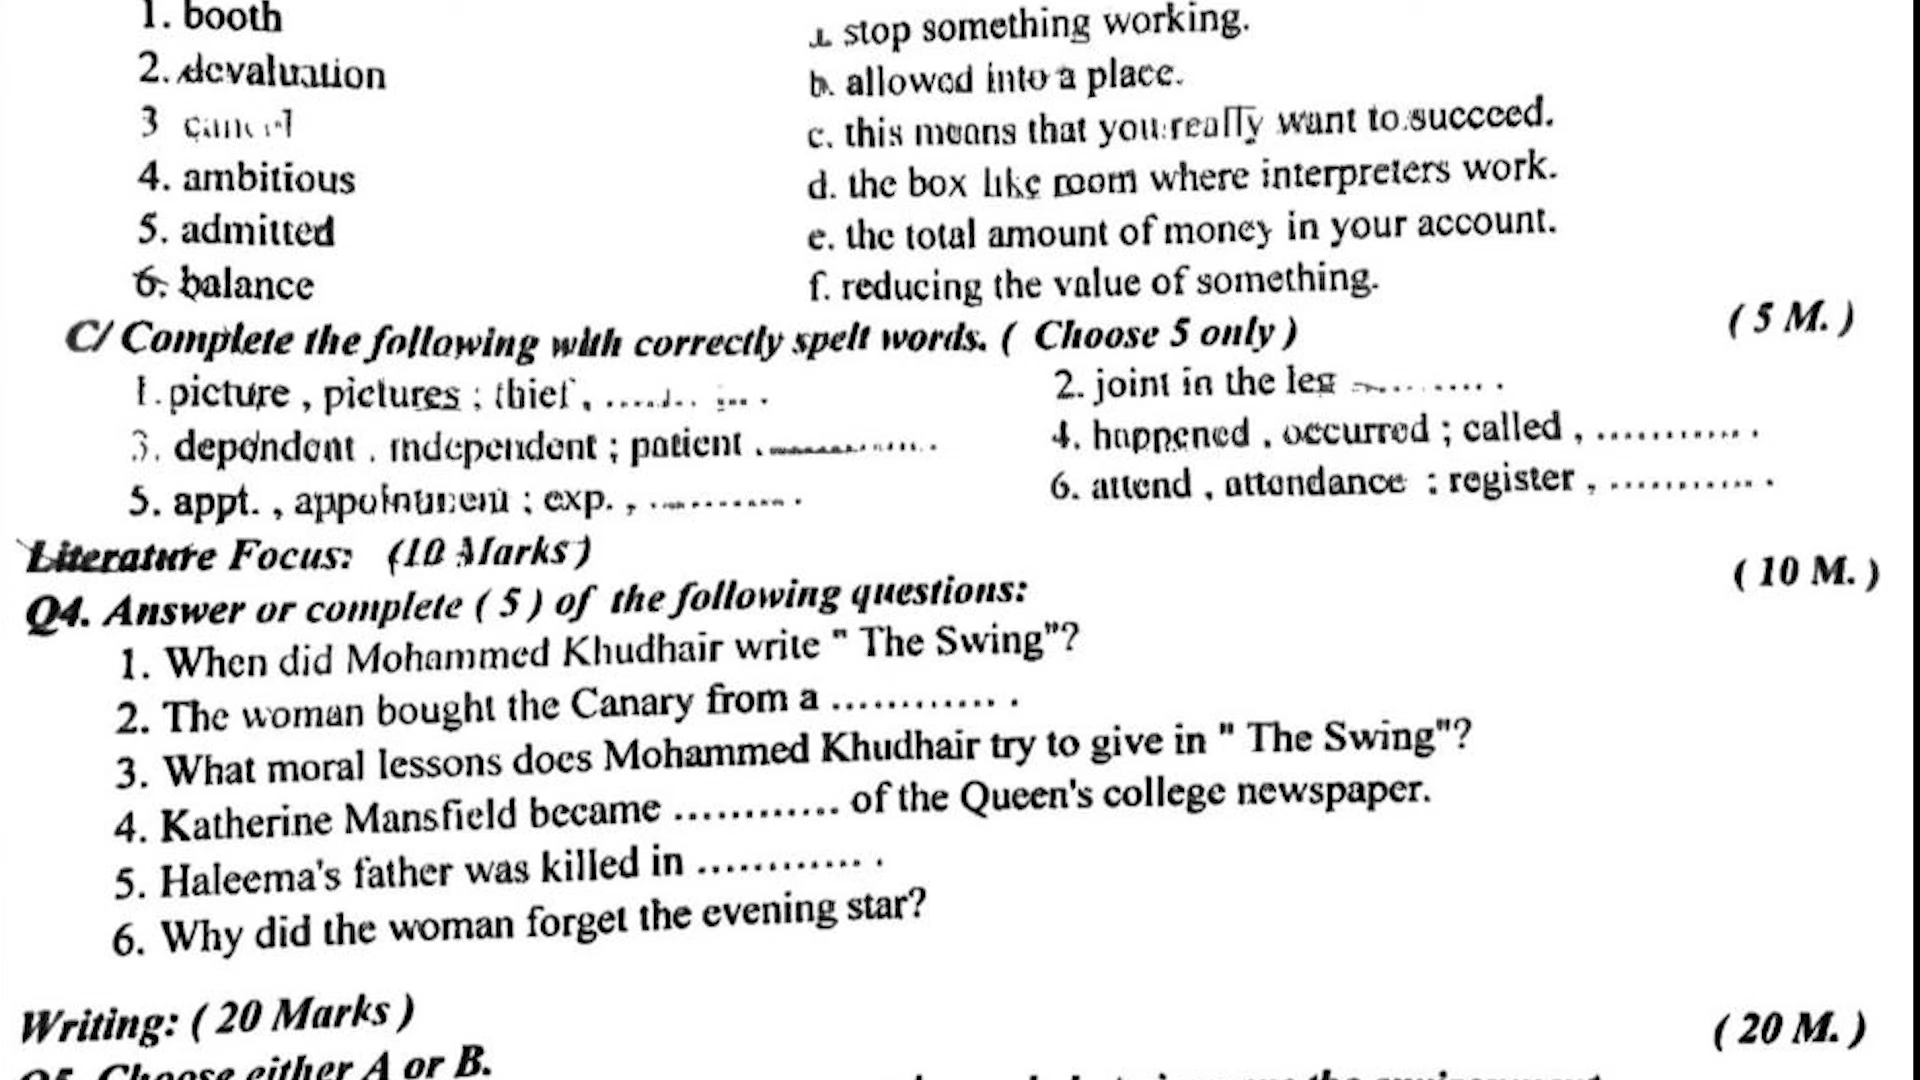 1. booth
a. stop something working.
2. devaluation
b. allowed into a place.
3 cancel
c. this means that you really want to succeed.
4. ambitious
d. the box like room where interpreters work.
5. admitted
e. the total amount of money in your account.
6. balance
f. reducing the value of something.
C/ Complete the following with correctly spelt words. ( Choose 5 only )
( 5 M. )
1. picture , pictures ; thief , ............ .
2. joint in the leg ............ .
3. dependent , independent ; patient ............. .
4. happened , occurred ; called , ............ .
5. appt. , appointment ; exp. , ............ .
6. attend , attendance ; register , ............ .
Literature Focus: (10 Marks)
Q4. Answer or complete ( 5 ) of the following questions:
( 10 M. )
1. When did Mohammed Khudhair write " The Swing"?
2. The woman bought the Canary from a ............ .
3. What moral lessons does Mohammed Khudhair try to give in " The Swing"?
4. Katherine Mansfield became ............ of the Queen's college newspaper.
5. Haleema's father was killed in ............ .
6. Why did the woman forget the evening star?
Writing: ( 20 Marks )
( 20 M. )
Q5. Choose either A or B.